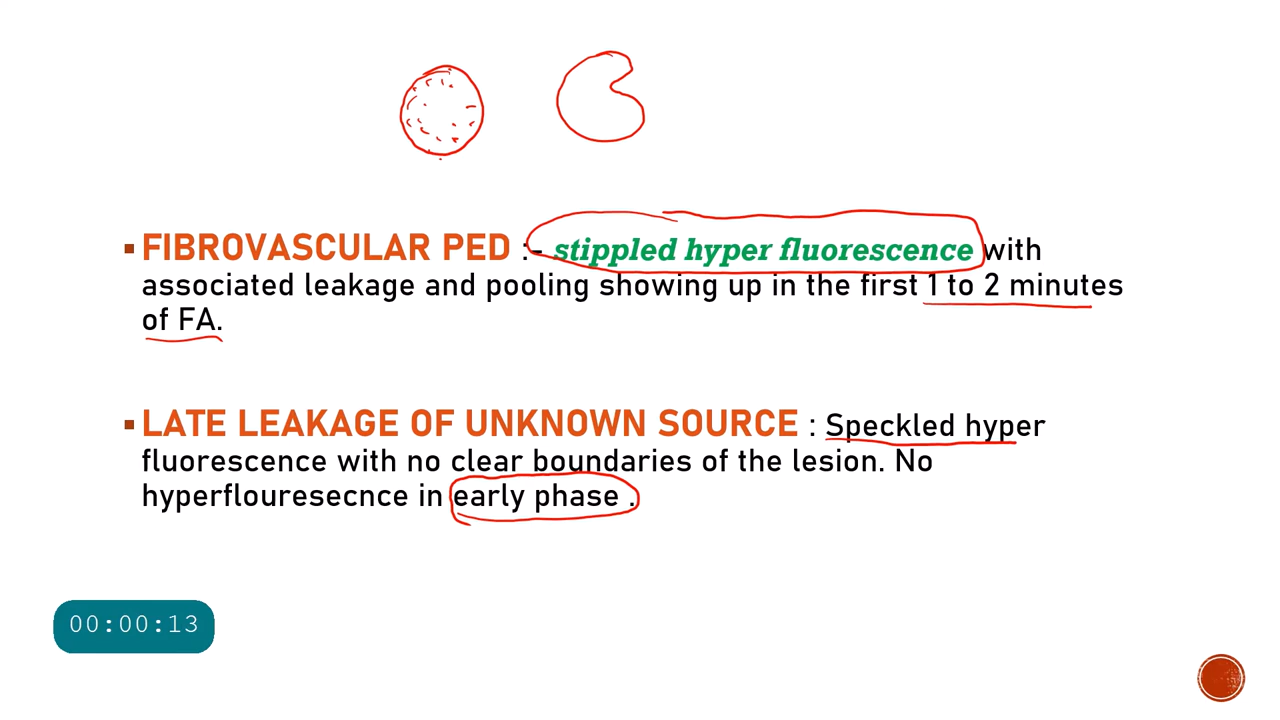 ▪ FIBROVASCULAR PED :- stippled hyper fluorescence with
associated leakage and pooling showing up in the first 1 to 2 minutes
of FA.
▪ LATE LEAKAGE OF UNKNOWN SOURCE : Speckled hyper
fluorescence with no clear boundaries of the lesion. No
hyperflouresecnce in early phase .
00:00:13